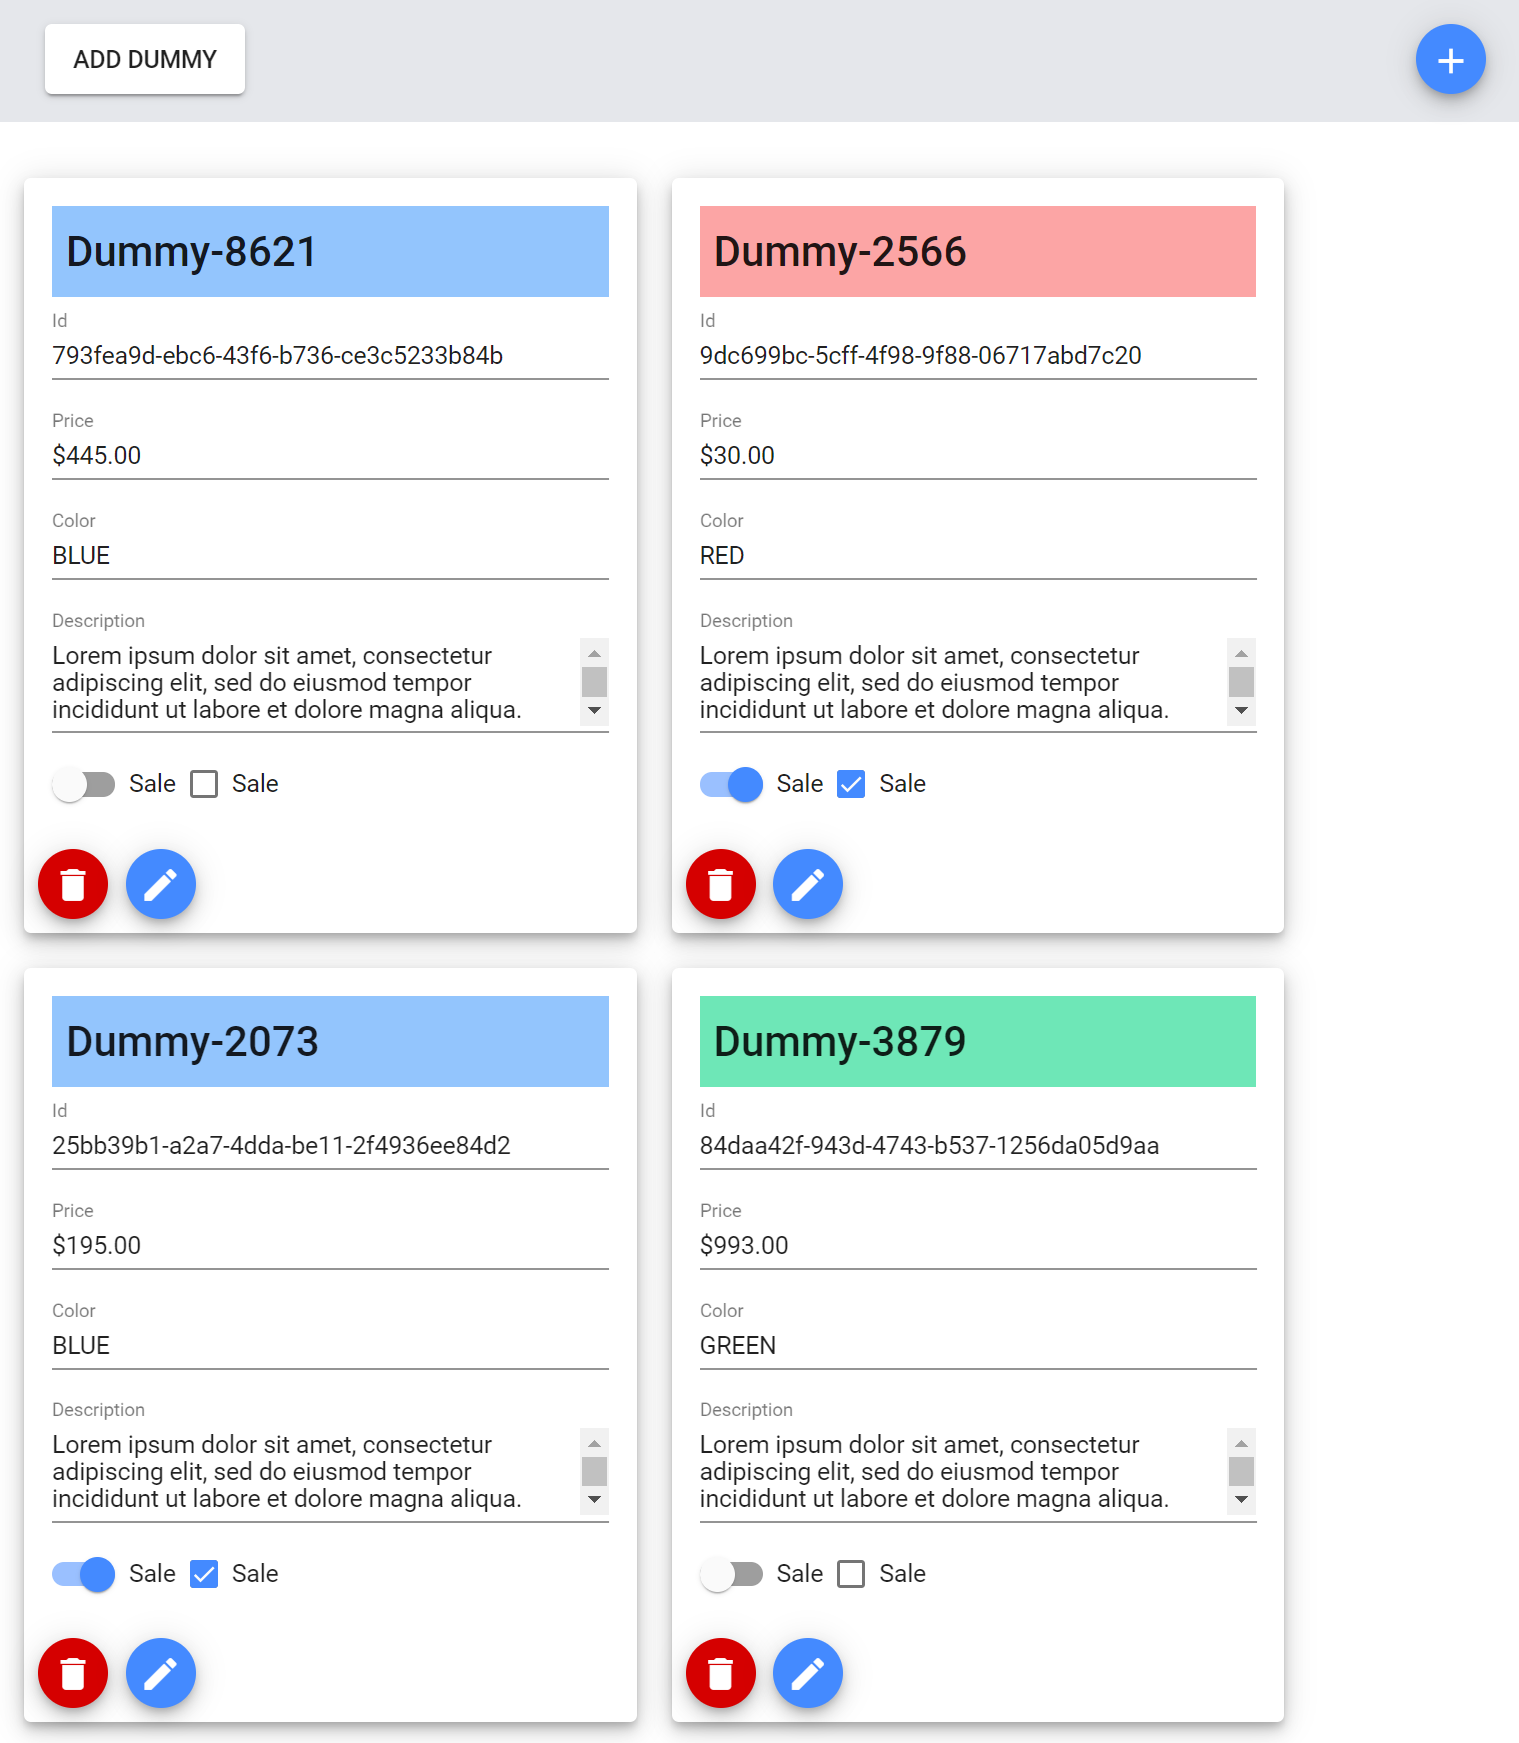 ADD DUMMY
Dummy-8621
Id
793fea9d-ebc6-43f6-b736-ce3c5233b84b
Price
$445.00
Color
BLUE
Description
Lorem ipsum dolor sit amet, consectetur
adipiscing elit, sed do eiusmod tempor
incididunt ut labore et dolore magna aliqua.
Sale Sale
Dummy-2566
Id
9dc699bc-5cff-4f98-9f88-06717abd7c20
Price
$30.00
Color
RED
Description
Lorem ipsum dolor sit amet, consectetur
adipiscing elit, sed do eiusmod tempor
incididunt ut labore et dolore magna aliqua.
Sale Sale
Dummy-2073
Id
25bb39b1-a2a7-4dda-be11-2f4936ee84d2
Price
$195.00
Color
BLUE
Description
Lorem ipsum dolor sit amet, consectetur
adipiscing elit, sed do eiusmod tempor
incididunt ut labore et dolore magna aliqua.
Sale Sale
Dummy-3879
Id
84daa42f-943d-4743-b537-1256da05d9aa
Price
$993.00
Color
GREEN
Description
Lorem ipsum dolor sit amet, consectetur
adipiscing elit, sed do eiusmod tempor
incididunt ut labore et dolore magna aliqua.
Sale Sale